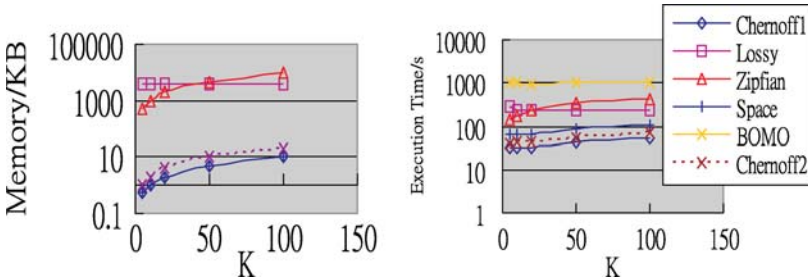 Memory/KB
100000
1000
10
0.1
0 50 100 150
K
Execution Time/s
10000
1000
100
10
1
0 50 100 150
K
Chernoff1
Lossy
Zipfian
Space
BOMO
Chernoff2